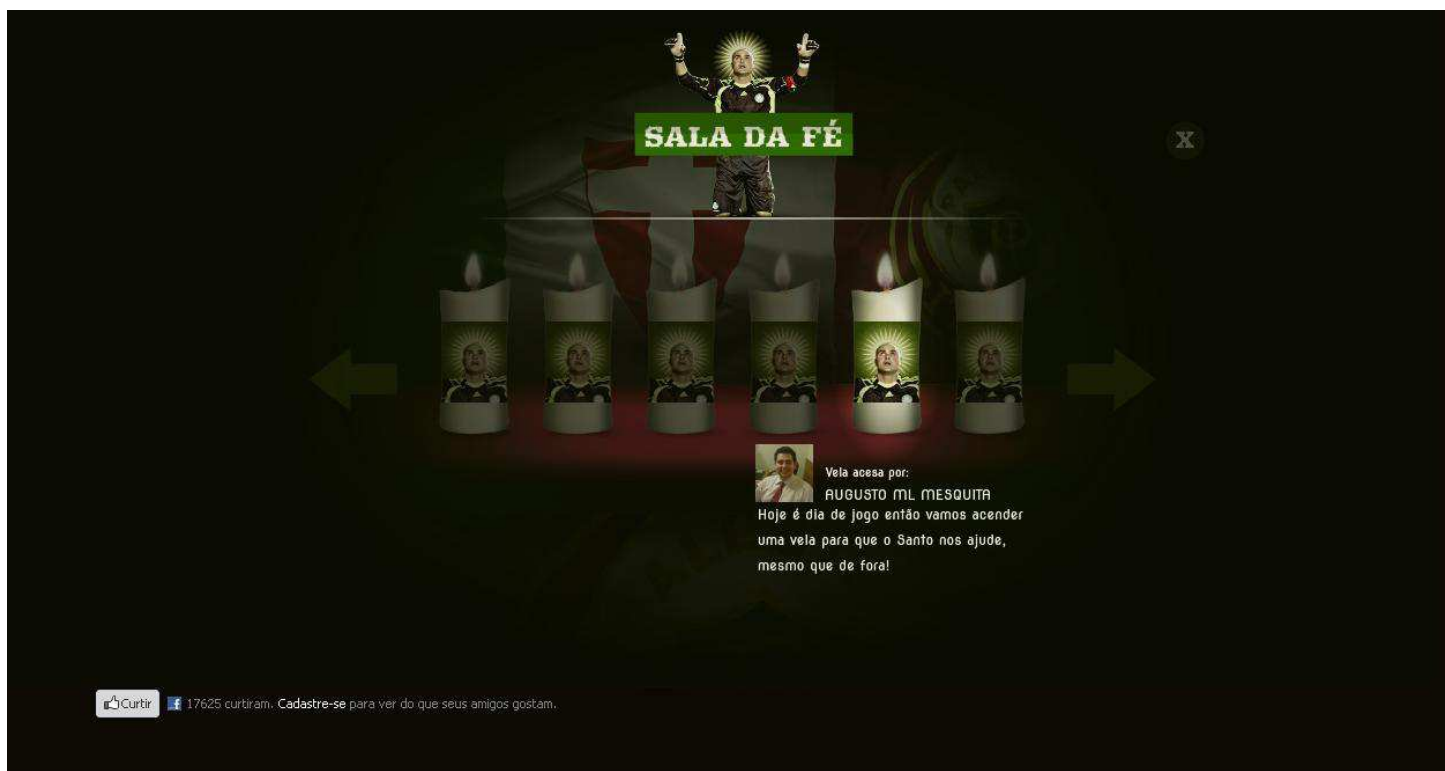 SALA DA FÉ
X
Vela acesa por:
AUGUSTO ML MESQUITA
Hoje é dia de jogo então vamos acender
uma vela para que o Santo nos ajude,
mesmo que de fora!
Curtir 17625 curtiram. Cadastre-se para ver do que seus amigos gostam.